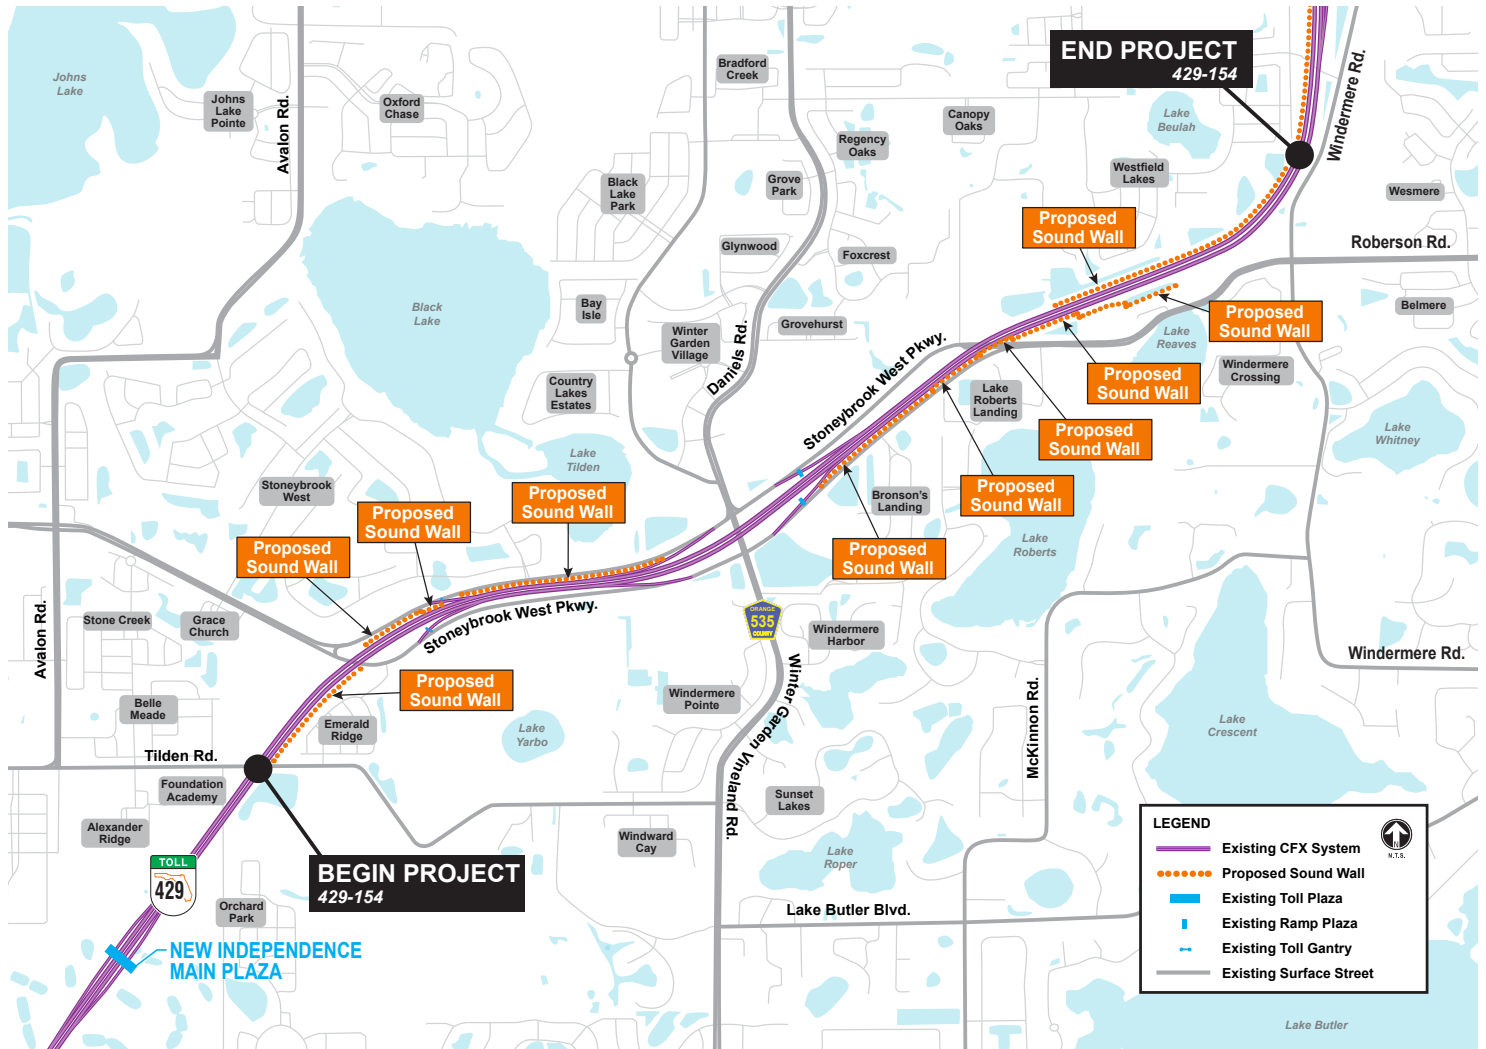 END PROJECT
429-154
Johns
Lake
Johns
Lake
Pointe
Avalon Rd.
Oxford
Chase
Bradford
Creek
Canopy
Oaks
Regency
Oaks
Lake
Beulah
Windermere Rd.
Westfield
Lakes
Black
Lake
Park
Grove
Park
Wesmere
Proposed
Sound Wall
Roberson Rd.
Glynwood
Foxcrest
Black
Lake
Bay
Isle
Winter
Garden
Village
Grovehurst
Daniels Rd.
Stoneybrook West Pkwy.
Proposed
Sound Wall
Belmere
Lake
Reaves
Windermere
Crossing
Proposed
Sound Wall
Country
Lakes
Estates
Lake
Roberts
Landing
Proposed
Sound Wall
Lake
Whitney
Lake
Tilden
Stoneybrook
West
Proposed
Sound Wall
Proposed
Sound Wall
Bronson's
Landing
Proposed
Sound Wall
Proposed
Sound Wall
Proposed
Sound Wall
Lake
Roberts
Avalon Rd.
Stone Creek
Grace
Church
Stoneybrook West Pkwy.
ORANGE
535
COUNTY
Windermere
Harbor
Windermere Rd.
Proposed
Sound Wall
Belle
Meade
Emerald
Ridge
Lake
Yarbo
Windermere
Pointe
Winter Garden Vineland Rd.
McKinnon Rd.
Lake
Crescent
Tilden Rd.
Foundation
Academy
Sunset
Lakes
Alexander
Ridge
Windward
Cay
Lake
Roper
TOLL
429
BEGIN PROJECT
429-154
Orchard
Park
Lake Butler Blvd.
NEW INDEPENDENCE
MAIN PLAZA
LEGEND
N
N.T.S.
Existing CFX System
Proposed Sound Wall
Existing Toll Plaza
Existing Ramp Plaza
Existing Toll Gantry
Existing Surface Street
Lake Butler